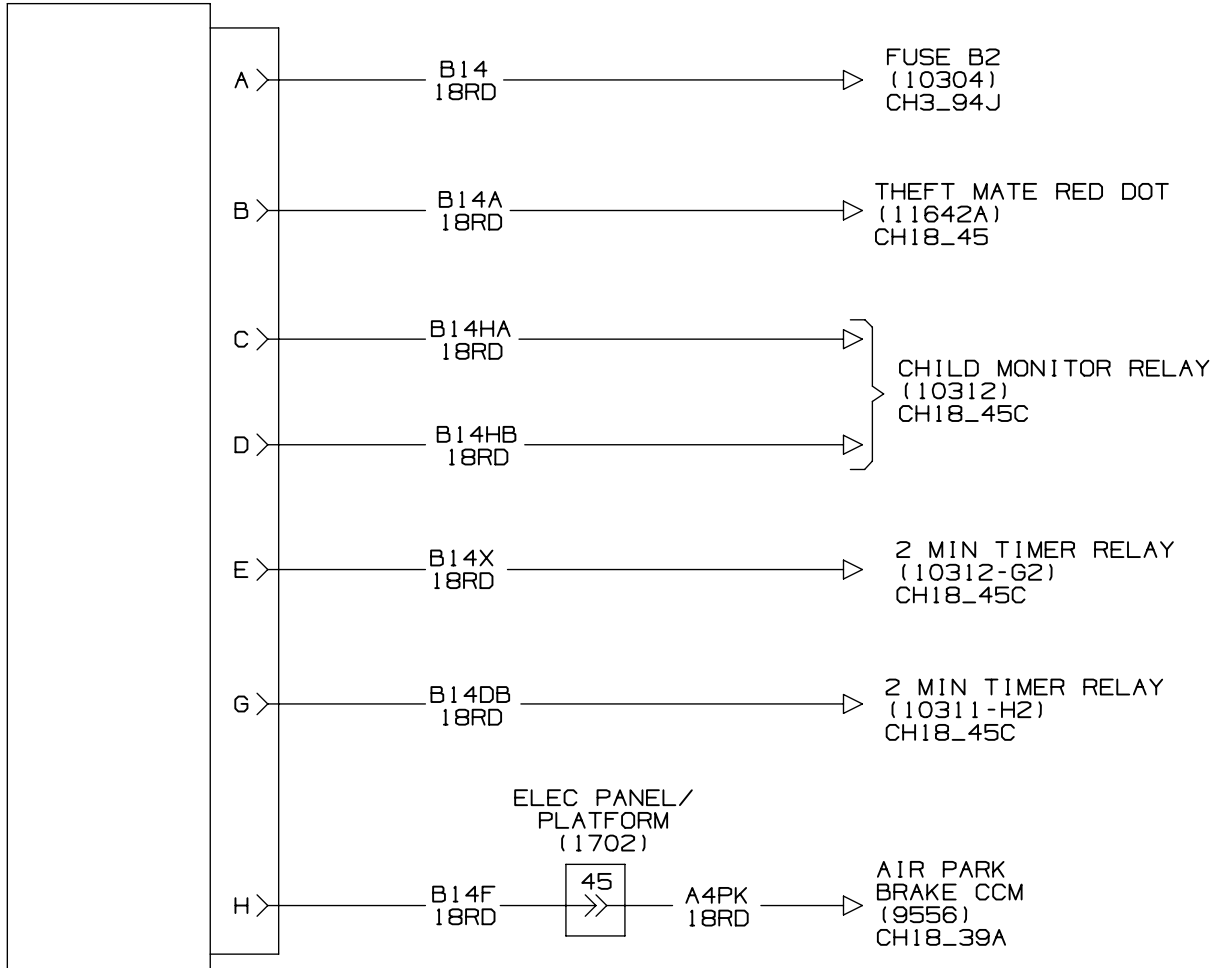 A
B14
18RD
FUSE B2
(10304)
CH3_94J
B
B14A
18RD
THEFT MATE RED DOT
(11642A)
CH18_45
C
B14HA
18RD
D
B14HB
18RD
CHILD MONITOR RELAY
(10312)
CH18_45C
E
B14X
18RD
2 MIN TIMER RELAY
(10312-G2)
CH18_45C
G
B14DB
18RD
2 MIN TIMER RELAY
(10311-H2)
CH18_45C
ELEC PANEL/
PLATFORM
(1702)
H
B14F
18RD
45
A4PK
18RD
AIR PARK
BRAKE CCM
(9556)
CH18_39A